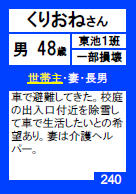 くりおねさん
男 48歳
東池1班
一部損壊
世帯主・妻・長男
車で避難してきた。校庭
の出入口付近を除雪し
て車で生活したいとの希
望あり。妻は介護ヘル
パー。
240